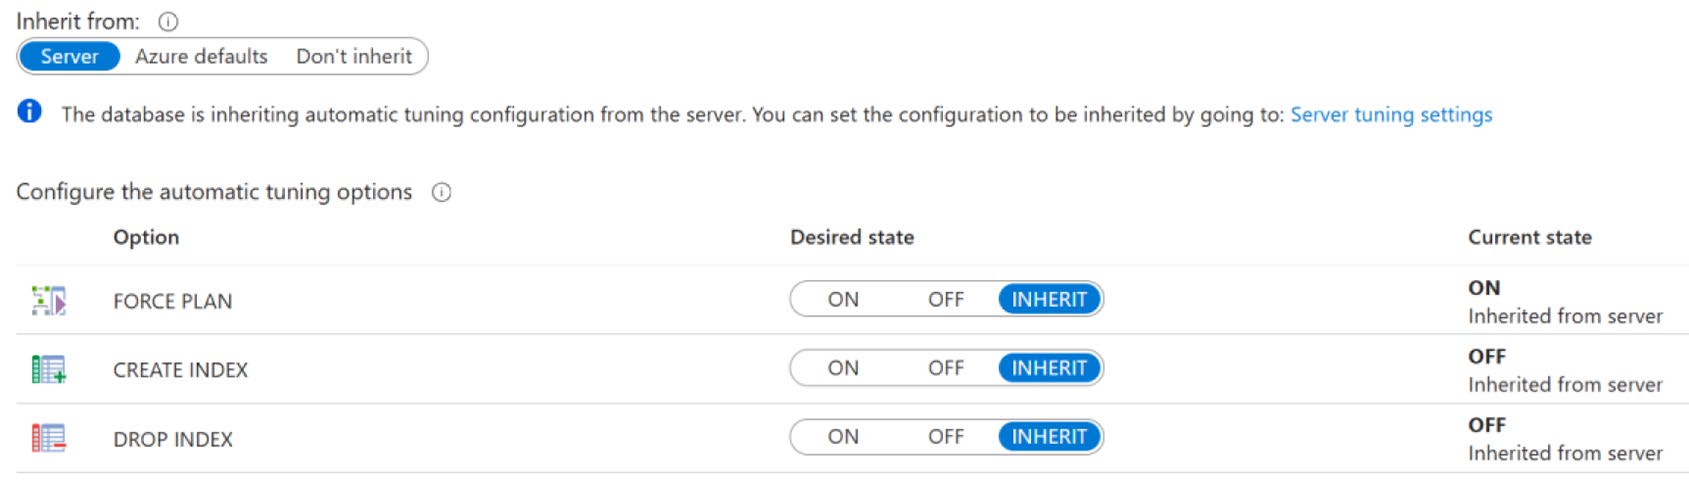 Inherit from:
Server Azure defaults Don't inherit
The database is inheriting automatic tuning configuration from the server. You can set the configuration to be inherited by going to: Server tuning settings
Configure the automatic tuning options
Option Desired state Current state
FORCE PLAN ON OFF INHERIT ON
Inherited from server
CREATE INDEX ON OFF INHERIT OFF
Inherited from server
DROP INDEX ON OFF INHERIT OFF
Inherited from server